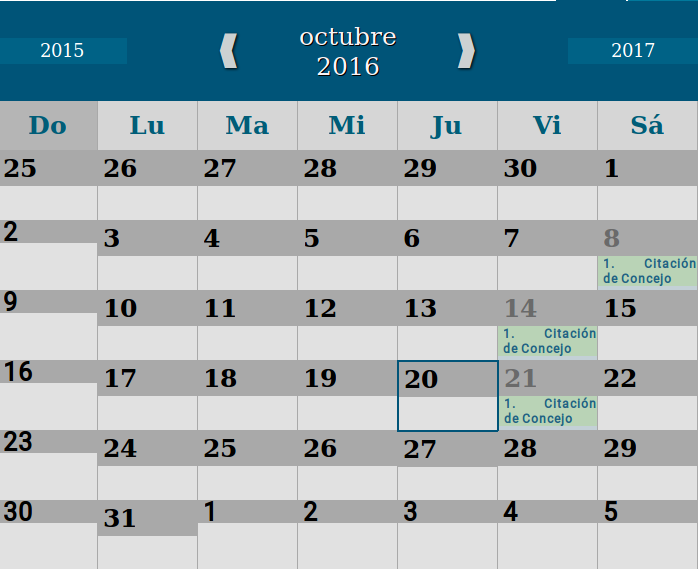 2015 ❰ octubre 2016 ❱ 2017
Do Lu Ma Mi Ju Vi Sá
25 26 27 28 29 30 1
2 3 4 5 6 7 8
1. Citación
de Concejo
9 10 11 12 13 14 15
1. Citación
de Concejo
16 17 18 19 20 21 22
1. Citación
de Concejo
23 24 25 26 27 28 29
30 31 1 2 3 4 5